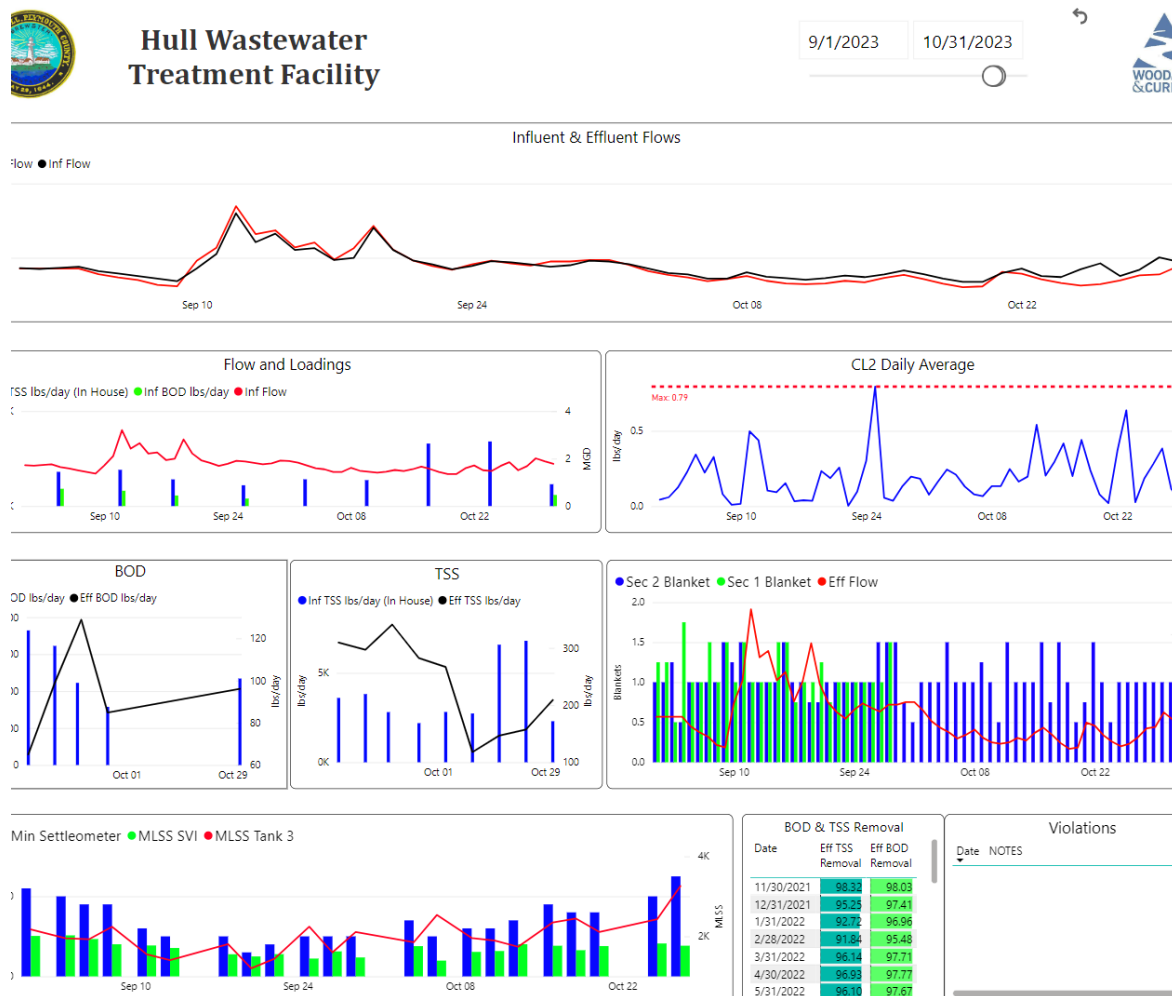 Hull Wastewater
Treatment Facility
9/1/2023
10/31/2023
WOOD
&CUR
Influent & Effluent Flows
Flow Inf Flow
Sep 10 Sep 24 Oct 08 Oct 22
Flow and Loadings
TSS lbs/day (In House) Inf BOD lbs/day Inf Flow
4
2
0
MGD
Sep 10 Sep 24 Oct 08 Oct 22
CL2 Daily Average
Max: 0.79
0.5
0.0
lbs/day
Sep 10 Sep 24 Oct 08 Oct 22
BOD
OD lbs/day Eff BOD lbs/day
120
100
80
60
0
lbs/day
Oct 01 Oct 29
TSS
Inf TSS lbs/day (In House) Eff TSS lbs/day
5K
0K
lbs/day
300
200
100
lbs/day
Oct 01 Oct 29
Sec 2 Blanket Sec 1 Blanket Eff Flow
2.0
1.5
1.0
0.5
0.0
Blankets
Sep 10 Sep 24 Oct 08 Oct 22
Min Settleometer MLSS SVI MLSS Tank 3
4K
2K
MLSS
Sep 10 Sep 24 Oct 08 Oct 22
BOD & TSS Removal
Date Eff TSS Removal Eff BOD Removal
11/30/2021 98.32 98.03
12/31/2021 95.25 97.41
1/31/2022 92.72 96.96
2/28/2022 91.84 95.48
3/31/2022 96.14 97.71
4/30/2022 96.93 97.77
5/31/2022 96.10 97.67
Violations
Date NOTES